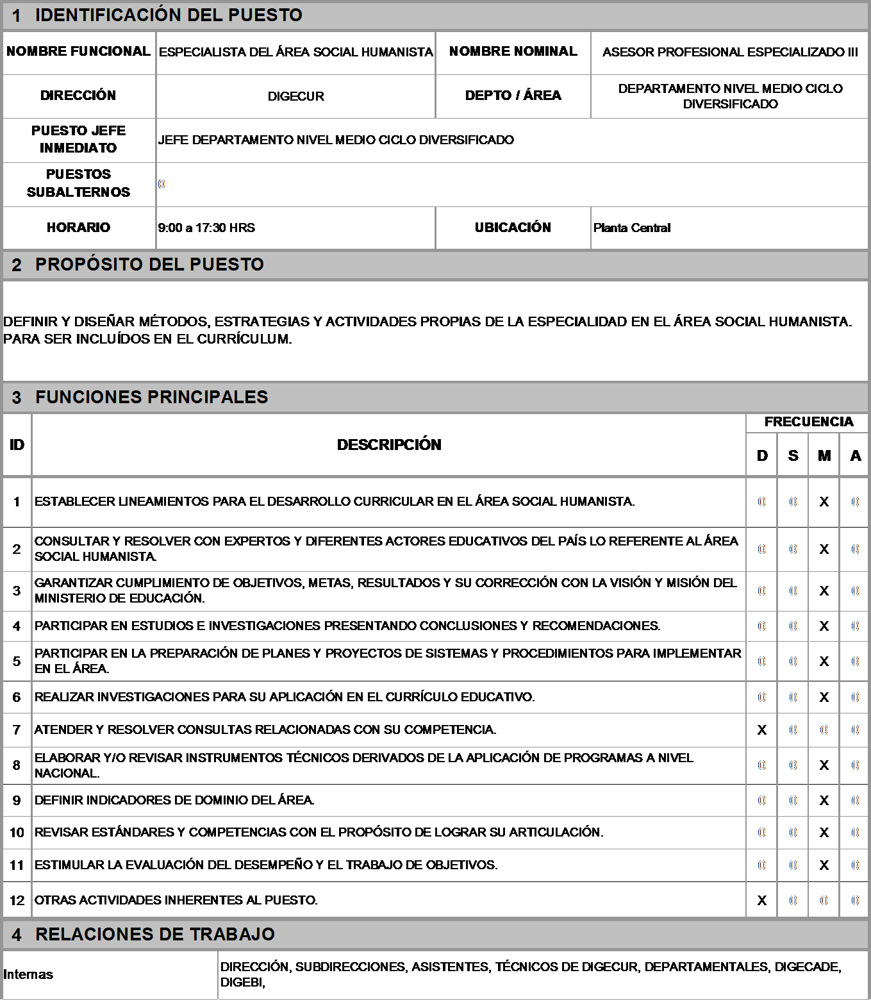 1 IDENTIFICACIÓN DEL PUESTO
NOMBRE FUNCIONAL ESPECIALISTA DEL ÁREA SOCIAL HUMANISTA NOMBRE NOMINAL ASESOR PROFESIONAL ESPECIALIZADO III
DIRECCIÓN DIGECUR DEPTO / ÁREA DEPARTAMENTO NIVEL MEDIO CICLO
DIVERSIFICADO
PUESTO JEFE
INMEDIATO JEFE DEPARTAMENTO NIVEL MEDIO CICLO DIVERSIFICADO
PUESTOS
SUBALTERNOS 0
HORARIO 9:00 a 17:30 HRS UBICACIÓN Planta Central
2 PROPÓSITO DEL PUESTO
DEFINIR Y DISEÑAR MÉTODOS, ESTRATEGIAS Y ACTIVIDADES PROPIAS DE LA ESPECIALIDAD EN EL ÁREA SOCIAL HUMANISTA.
PARA SER INCLUÍDOS EN EL CURRÍCULUM.
3 FUNCIONES PRINCIPALES
ID DESCRIPCIÓN FRECUENCIA
D S M A
1 ESTABLECER LINEAMIENTOS PARA EL DESARROLLO CURRICULAR EN EL ÁREA SOCIAL HUMANISTA. 0 0 X 0
2 CONSULTAR Y RESOLVER CON EXPERTOS Y DIFERENTES ACTORES EDUCATIVOS DEL PAÍS LO REFERENTE AL ÁREA
SOCIAL HUMANISTA. 0 0 X 0
3 GARANTIZAR CUMPLIMIENTO DE OBJETIVOS, METAS, RESULTADOS Y SU CORRECCIÓN CON LA VISIÓN Y MISIÓN DEL
MINISTERIO DE EDUCACIÓN. 0 0 X 0
4 PARTICIPAR EN ESTUDIOS E INVESTIGACIONES PRESENTANDO CONCLUSIONES Y RECOMENDACIONES. 0 0 X 0
5 PARTICIPAR EN LA PREPARACIÓN DE PLANES Y PROYECTOS DE SISTEMAS Y PROCEDIMIENTOS PARA IMPLEMENTAR
EN EL ÁREA. 0 0 X 0
6 REALIZAR INVESTIGACIONES PARA SU APLICACIÓN EN EL CURRÍCULO EDUCATIVO. 0 0 X 0
7 ATENDER Y RESOLVER CONSULTAS RELACIONADAS CON SU COMPETENCIA. X 0 0 0
8 ELABORAR Y/O REVISAR INSTRUMENTOS TÉCNICOS DERIVADOS DE LA APLICACIÓN DE PROGRAMAS A NIVEL
NACIONAL. 0 0 X 0
9 DEFINIR INDICADORES DE DOMINIO DEL ÁREA. 0 0 X 0
10 REVISAR ESTÁNDARES Y COMPETENCIAS CON EL PROPÓSITO DE LOGRAR SU ARTICULACIÓN. 0 0 X 0
11 ESTIMULAR LA EVALUACIÓN DEL DESEMPEÑO Y EL TRABAJO DE OBJETIVOS. 0 0 X 0
12 OTRAS ACTIVIDADES INHERENTES AL PUESTO. X 0 0 0
4 RELACIONES DE TRABAJO
Internas DIRECCIÓN, SUBDIRECCIONES, ASISTENTES, TÉCNICOS DE DIGECUR, DEPARTAMENTALES, DIGECADE,
DIGEBI,